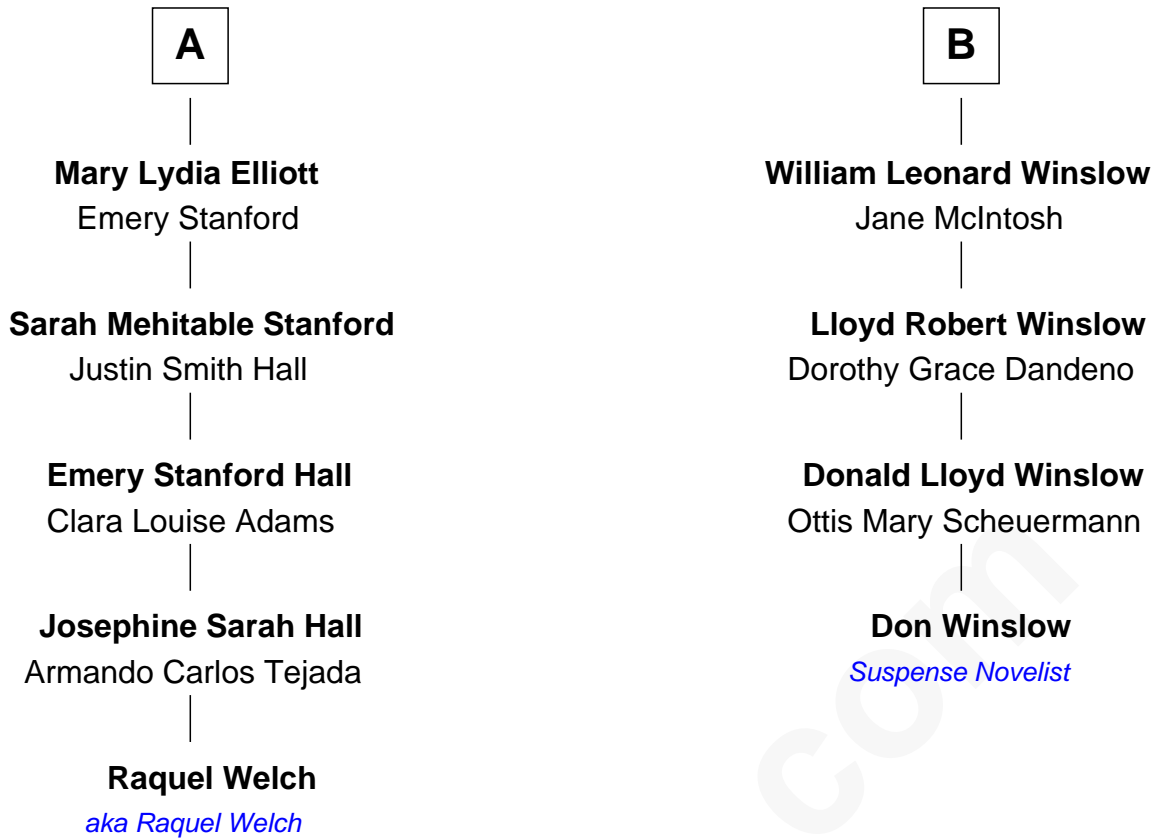 A
Mary Lydia Elliott
Emery Stanford
Sarah Mehitable Stanford
Justin Smith Hall
Emery Stanford Hall
Clara Louise Adams
Josephine Sarah Hall
Armando Carlos Tejada
Raquel Welch
aka Raquel Welch
B
William Leonard Winslow
Jane McIntosh
Lloyd Robert Winslow
Dorothy Grace Dandeno
Donald Lloyd Winslow
Ottis Mary Scheuermann
Don Winslow
Suspense Novelist
com